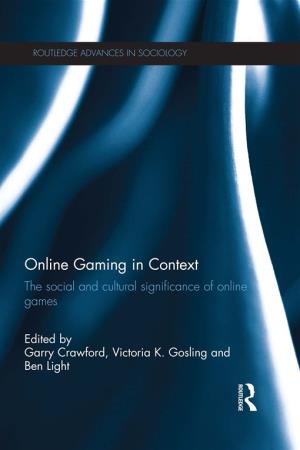 ROUTLEDGE ADVANCES IN SOCIOLOGY
Online Gaming in Context
The social and cultural significance of online
games
Edited by
Garry Crawford, Victoria K. Gosling and
Ben Light
ROUTLEDGE